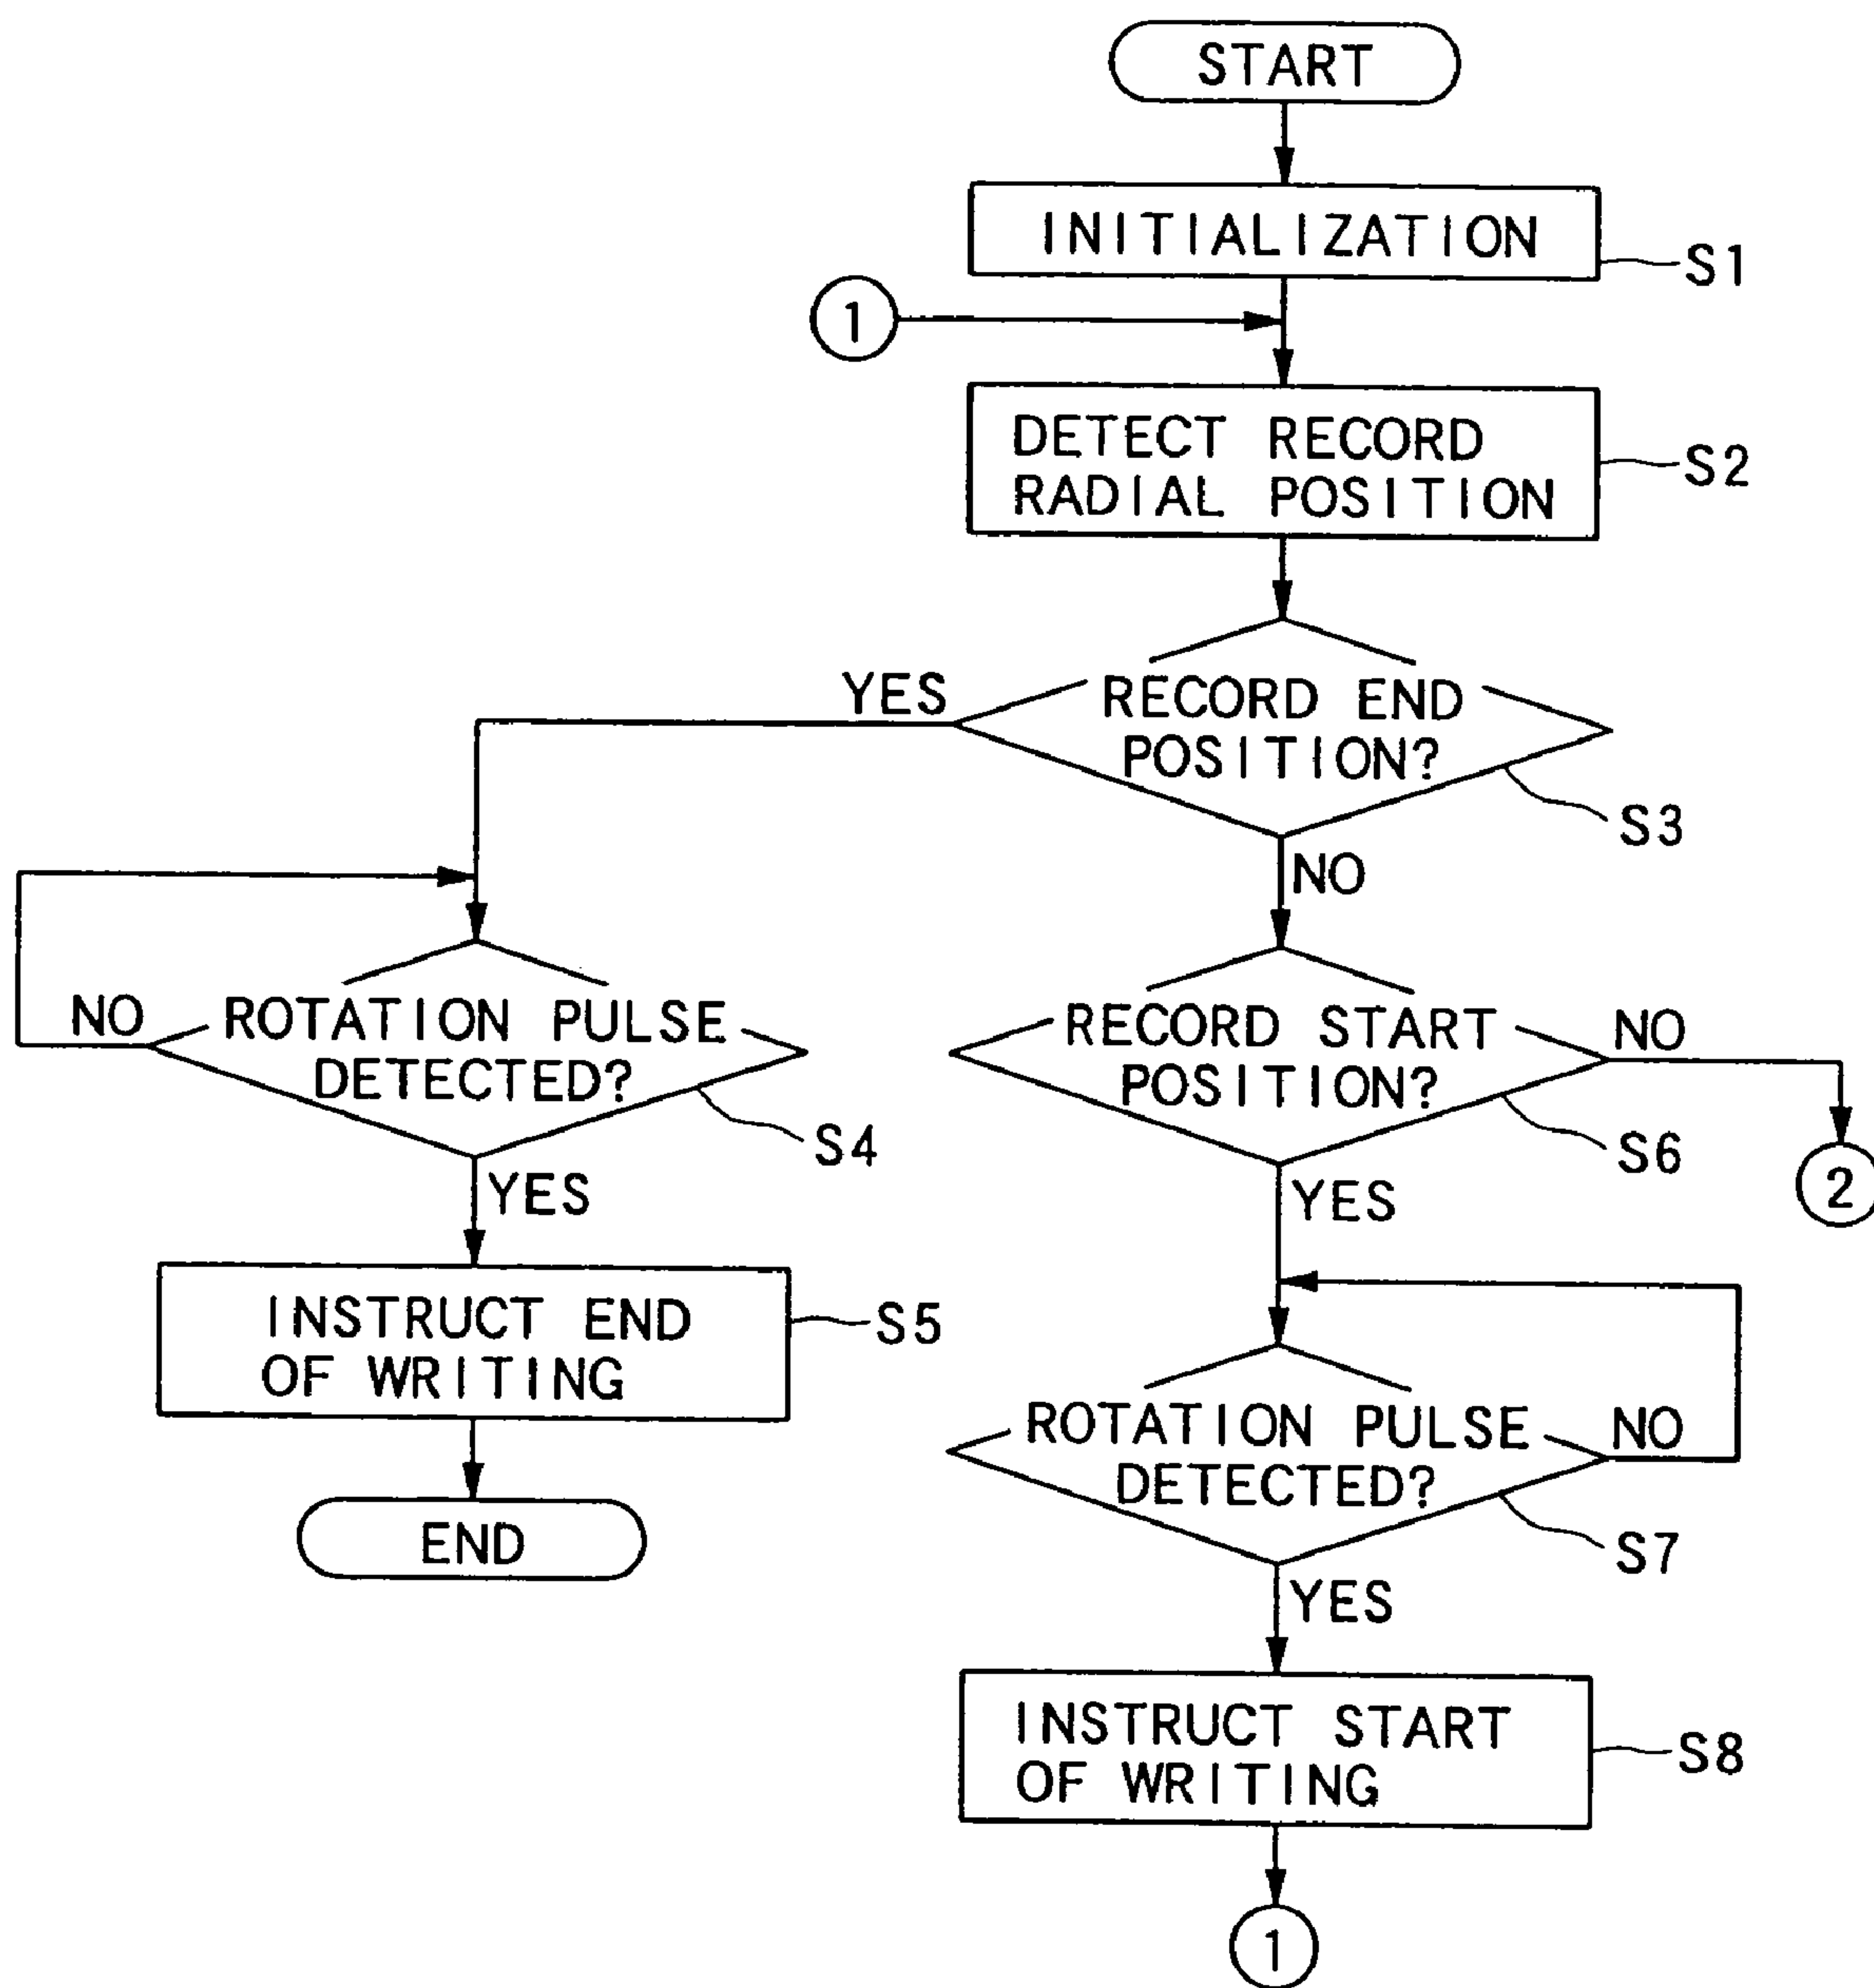 START
INITIALIZATION
S1
1
DETECT RECORD
RADIAL POSITION
S2
YES
RECORD END
POSITION?
S3
NO
NO
ROTATION PULSE
DETECTED?
S4
RECORD START
POSITION?
NO
S6
2
YES
YES
INSTRUCT END
OF WRITING
S5
ROTATION PULSE
DETECTED?
NO
S7
END
YES
INSTRUCT START
OF WRITING
S8
1